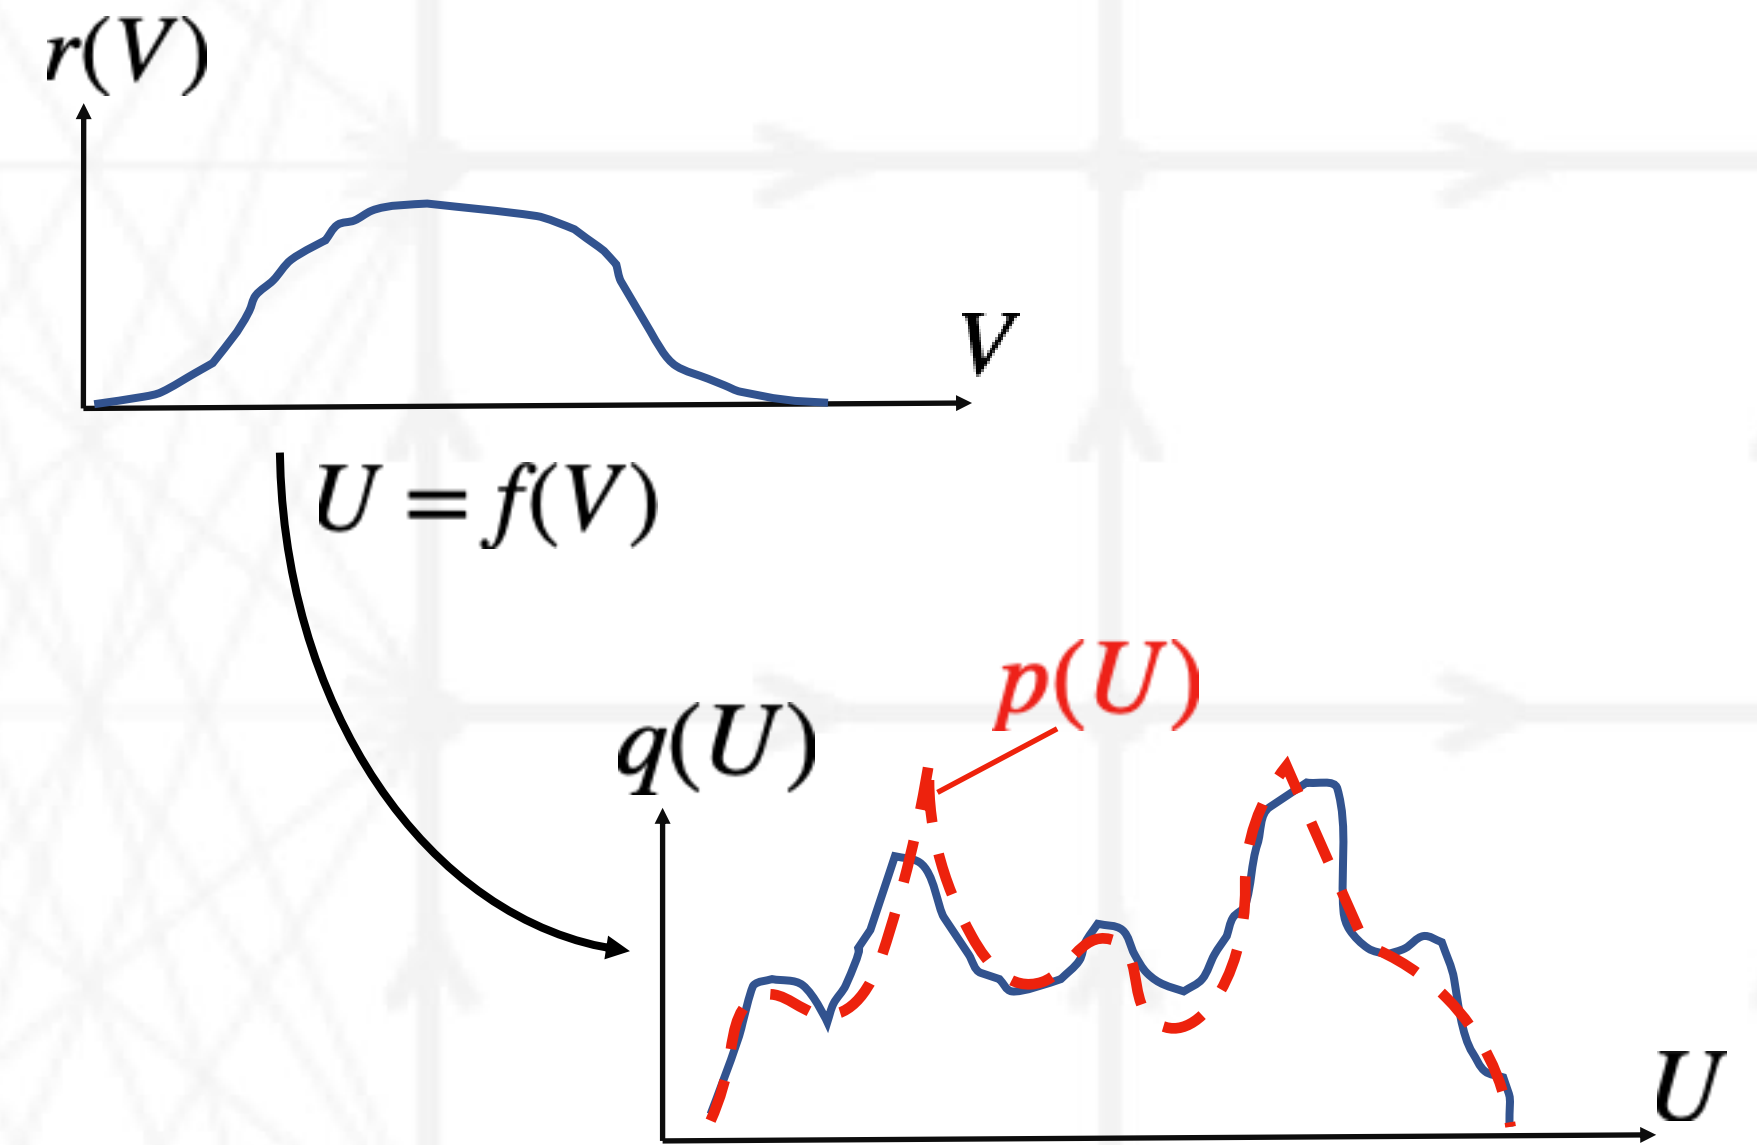 r(V)
V
U = f(V)
p(U)
q(U)
U